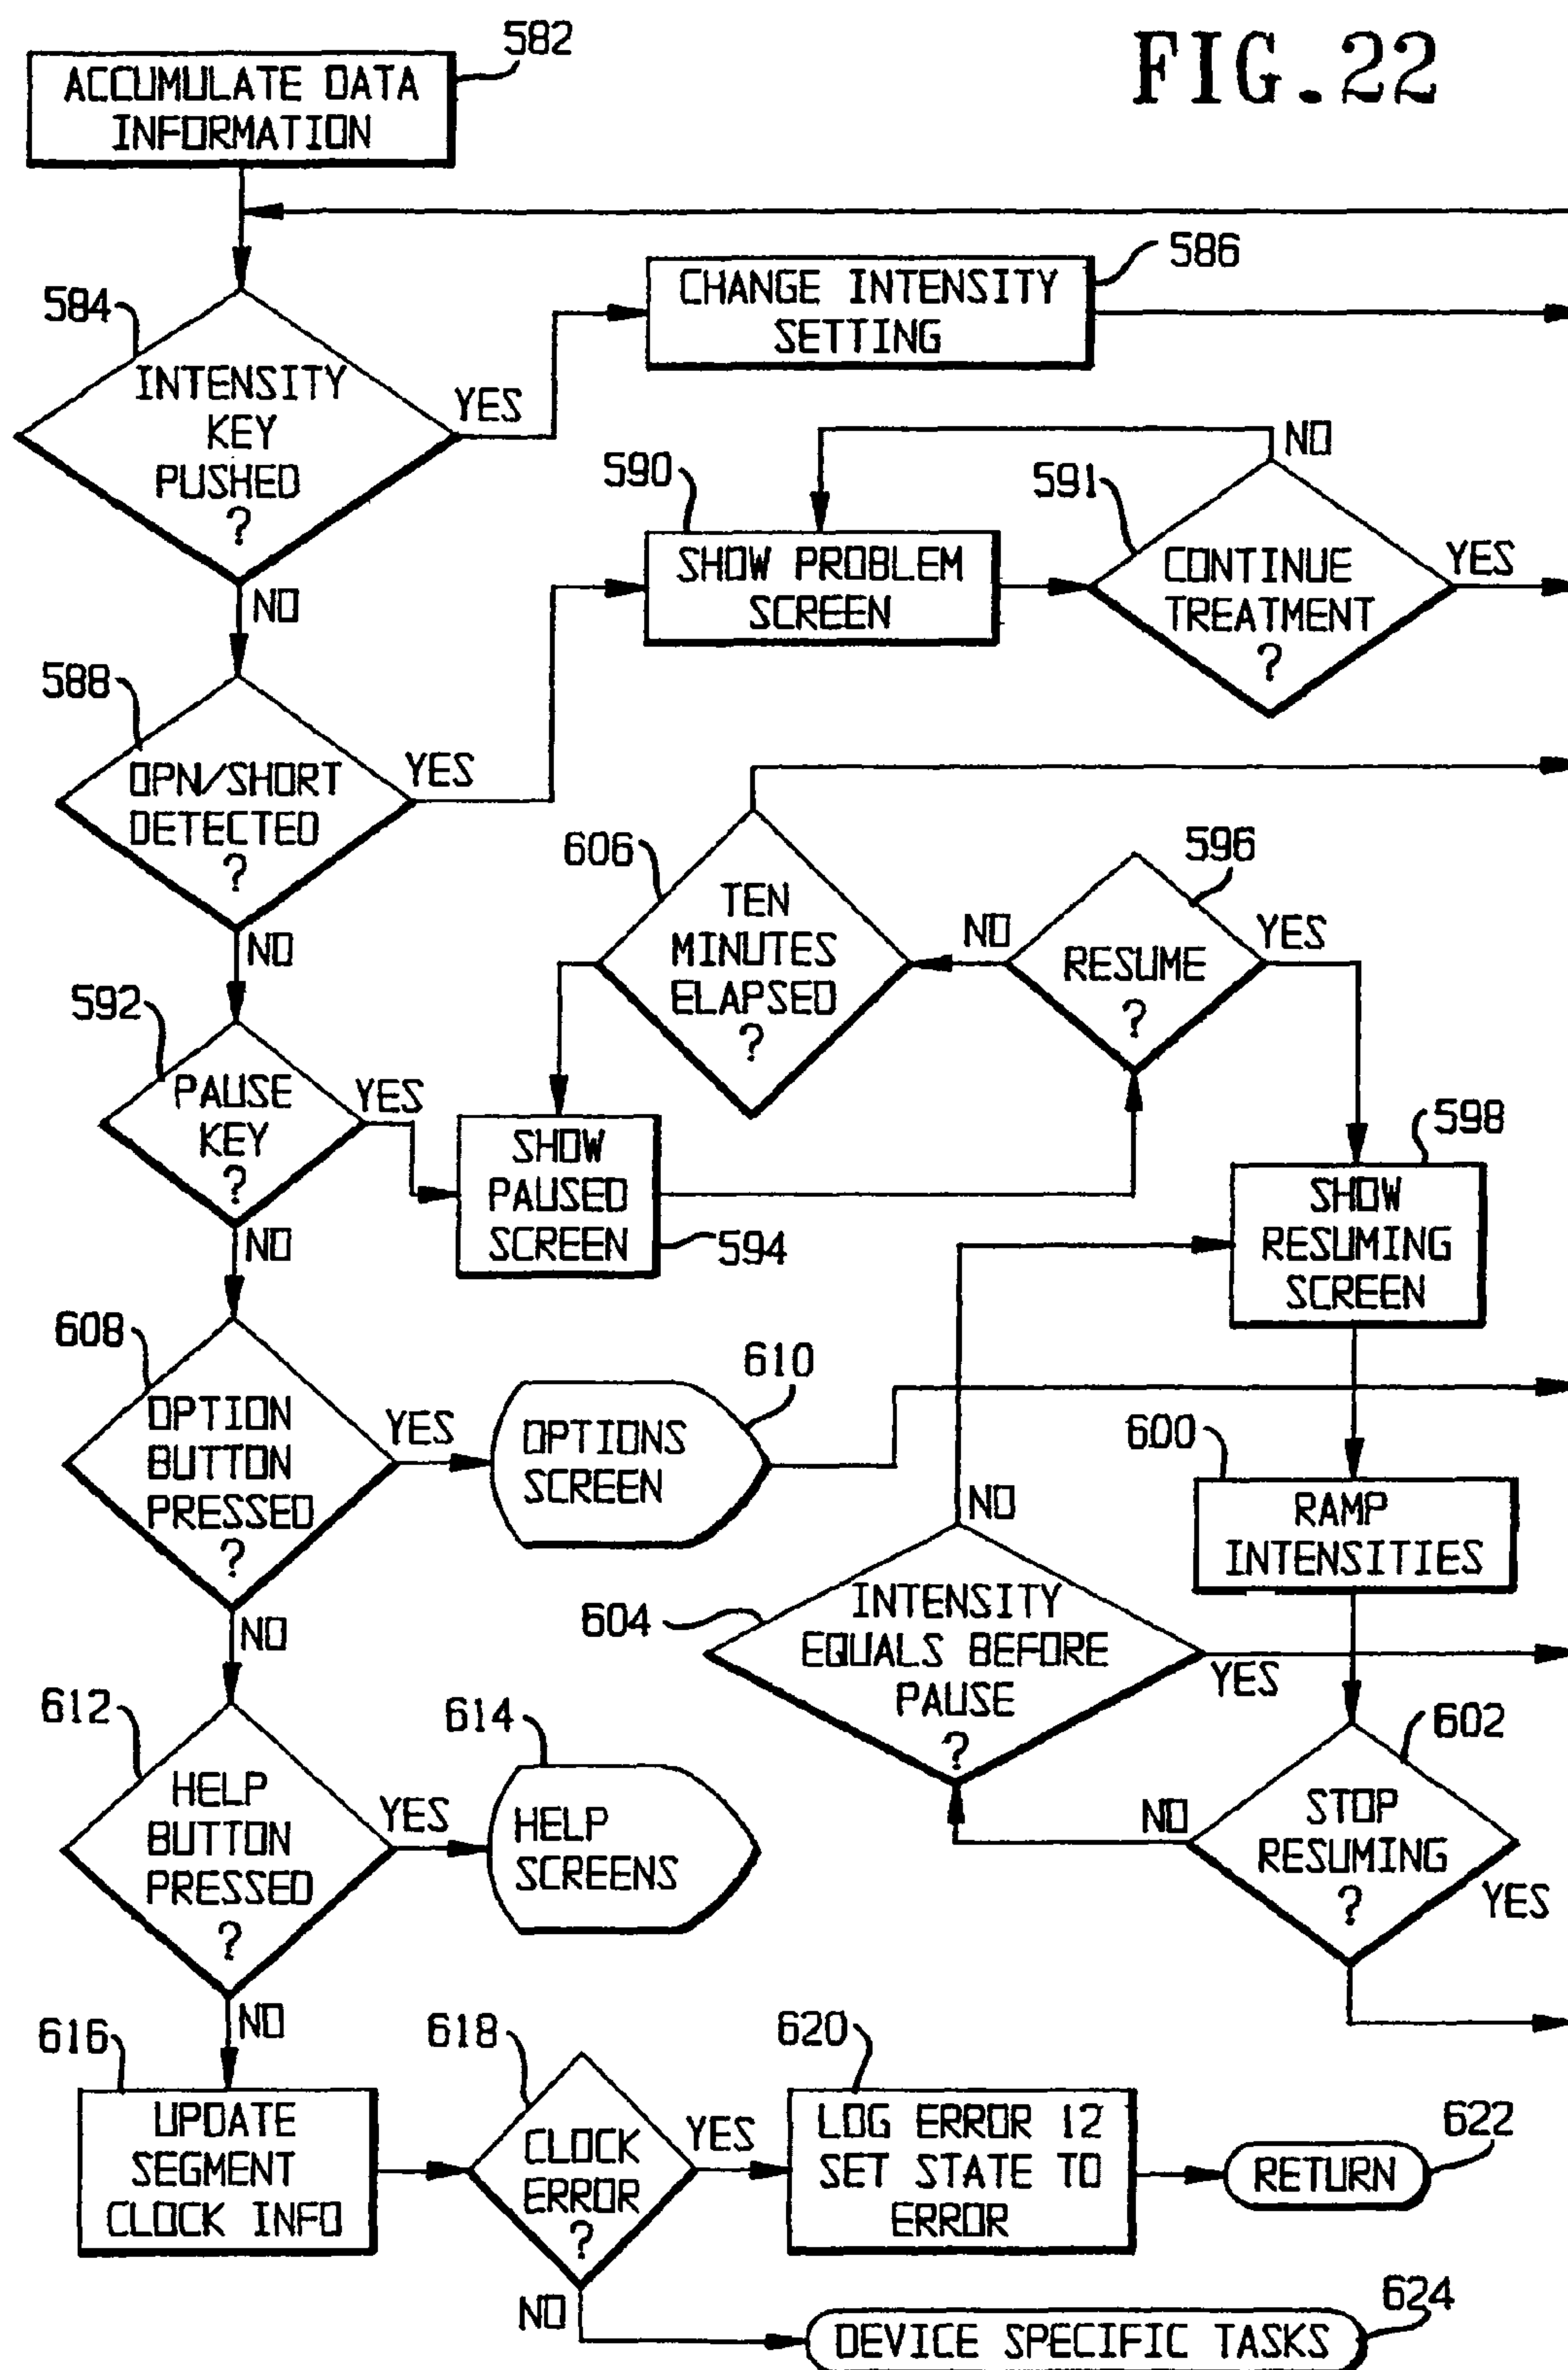 FIG.22
582
ACCUMULATE DATA
INFORMATION
584
INTENSITY
KEY
PUSHED
?
YES
NO
586
CHANGE INTENSITY
SETTING
588
OPN/SHORT
DETECTED
?
YES
NO
590
SHOW PROBLEM
SCREEN
591
CONTINUE
TREATMENT
?
NO
YES
592
PAUSE
KEY
?
YES
NO
SHOW
PAUSED
SCREEN
594
606
TEN
MINUTES
ELAPSED
?
NO
596
RESUME
?
YES
598
SHOW
RESUMING
SCREEN
600
RAMP
INTENSITIES
602
STOP
RESUMING
?
NO
YES
604
INTENSITY
EQUALS BEFORE
PAUSE
?
NO
YES
608
OPTION
BUTTON
PRESSED
?
YES
NO
610
OPTIONS
SCREEN
612
HELP
BUTTON
PRESSED
?
YES
NO
614
HELP
SCREENS
616
UPDATE
SEGMENT
CLOCK INFO
618
CLOCK
ERROR
?
YES
NO
620
LOG ERROR 12
SET STATE TO
ERROR
622
RETURN
624
DEVICE SPECIFIC TASKS